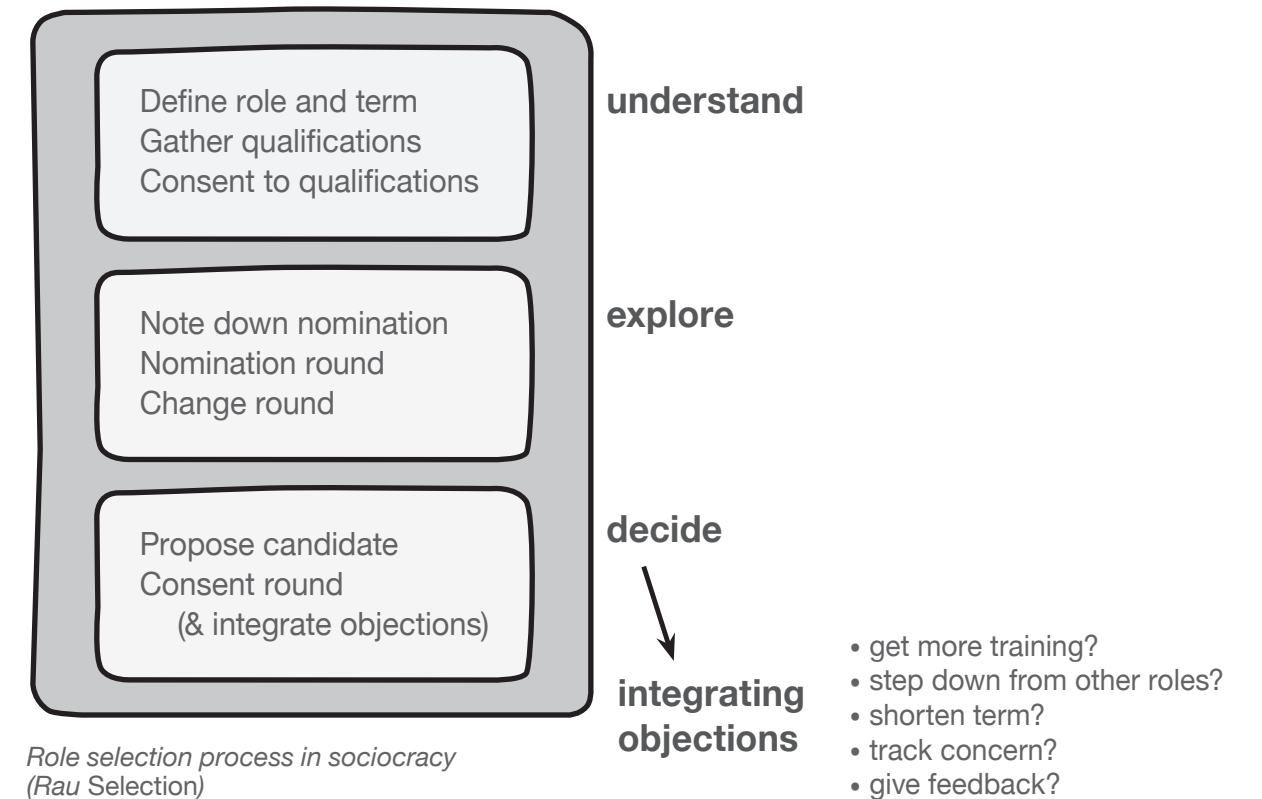 Define role and term
Gather qualifications
Consent to qualifications
understand
Note down nomination
Nomination round
Change round
explore
Propose candidate
Consent round
(& integrate objections)
decide
integrating
objections
• get more training?
• step down from other roles?
• shorten term?
• track concern?
• give feedback?
Role selection process in sociocracy
(Rau Selection)